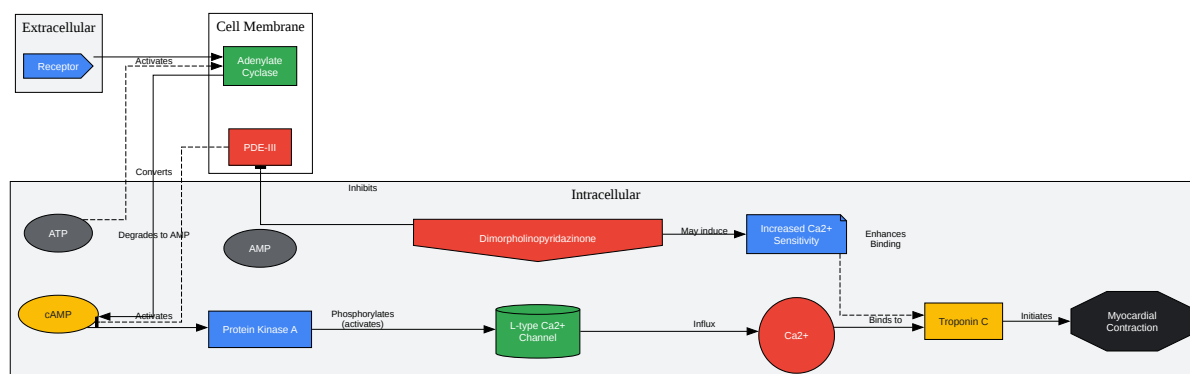 Extracellular
Cell Membrane
Receptor
Activates
Adenylate
Cyclase
PDE-III
Converts
Inhibits
Intracellular
ATP
Degrades to AMP
AMP
Dimorpholinopyridazinone
May induce
Increased Ca2+
Sensitivity
Enhances
Binding
cAMP
Activates
Protein Kinase A
Phosphorylates
(activates)
L-type Ca2+
Channel
Influx
Ca2+
Binds to
Troponin C
Initiates
Myocardial
Contraction